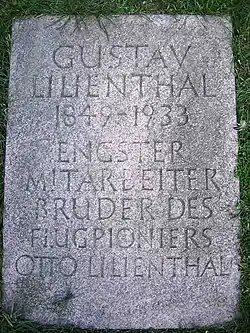 GUSTAV
LILIENTHAL
1849-1933
ENGSTER
MITARBEITER
BRUDER DES
FLUGPIONIERS
OTTO LILIENTHAL